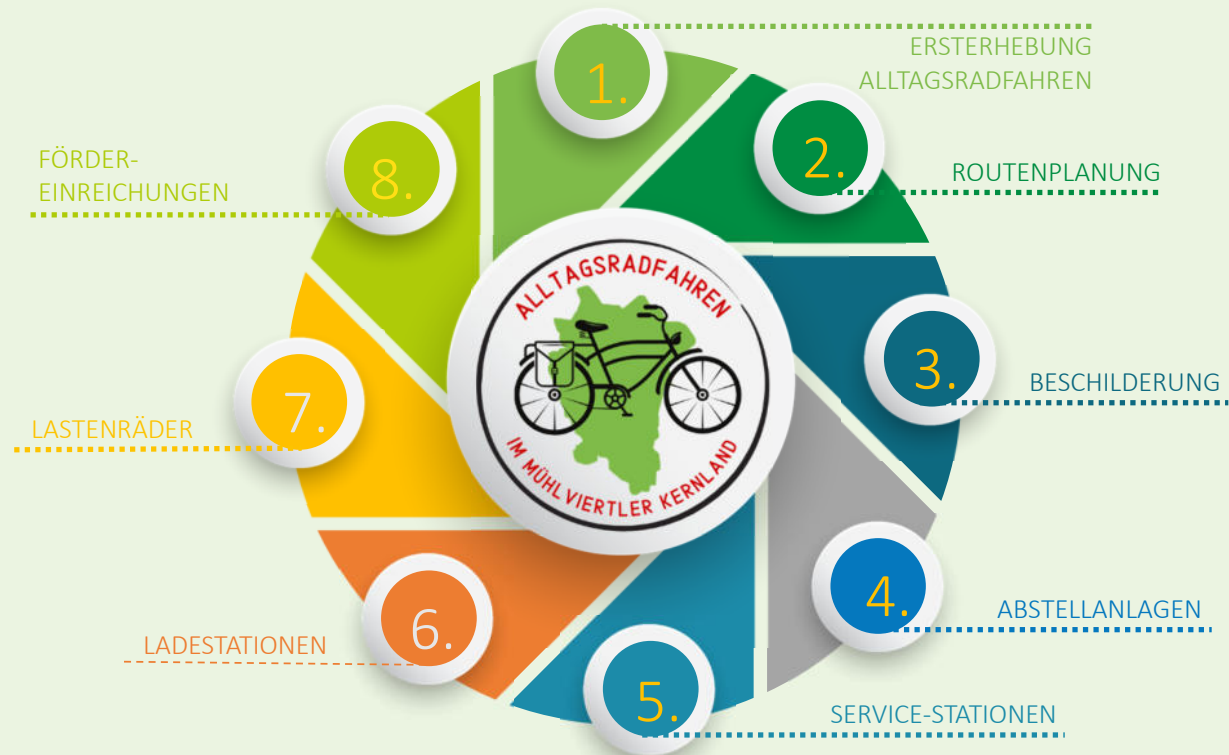 1.
ERSTERHEBUNG
ALLTAGSRADFAHREN
2.
ROUTENPLANUNG
3.
BESCHILDERUNG
4.
ABSTELLANLAGEN
5.
SERVICE-STATIONEN
6.
LADESTATIONEN
7.
LASTENRÄDER
8.
FÖRDER-
EINREICHUNGEN
ALLTAGSRADFAHREN
IM MÜHLVIERTLER KERNLAND